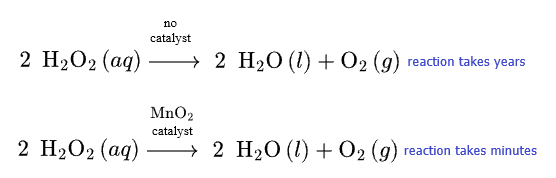 no
catalyst
2 H₂O₂ (aq) ⟶ 2 H₂O (l) + O₂ (g) reaction takes years
MnO₂
catalyst
2 H₂O₂ (aq) ⟶ 2 H₂O (l) + O₂ (g) reaction takes minutes